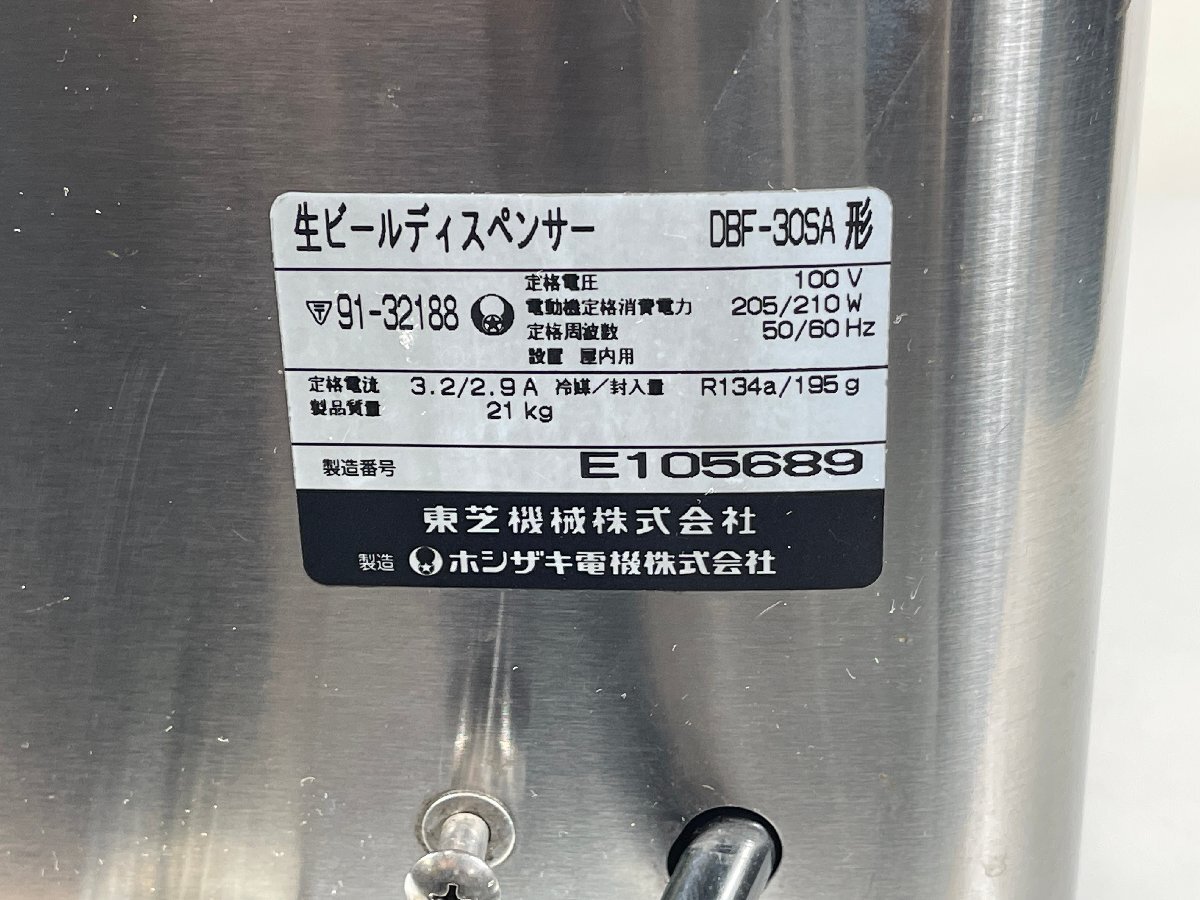 生ビールディスペンサー DBF-30SA 形
〒91-32188
定格電圧 100 V
電動機定格消費電力 205/210 W
定格周波数 50/60 Hz
設置 屋内用
定格電流 3.2/2.9 A 冷媒/封入量 R134a/195 g
製品質量 21 kg
製造番号 E105689
東芝機械株式会社
製造 ホシザキ電機株式会社